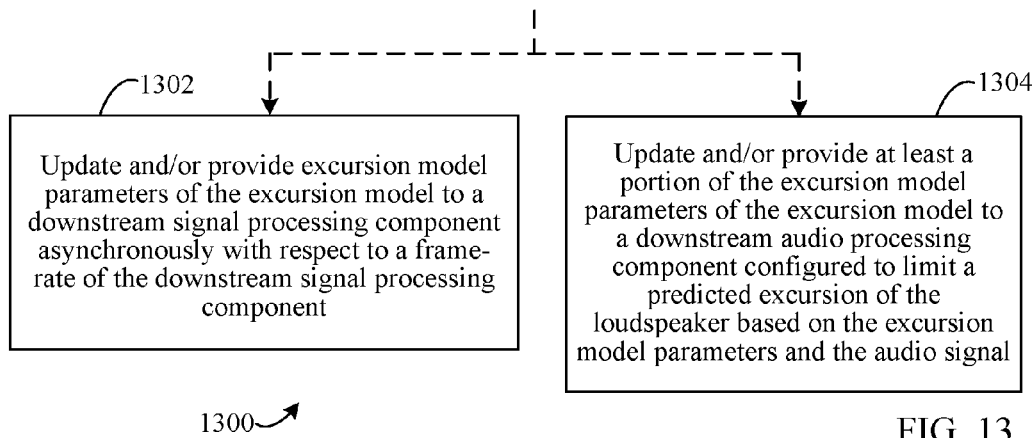 1302
Update and/or provide excursion model
parameters of the excursion model to a
downstream signal processing component
asynchronously with respect to a frame-
rate of the downstream signal processing
component
1304
Update and/or provide at least a
portion of the excursion model
parameters of the excursion model to
a downstream audio processing
component configured to limit a
predicted excursion of the
loudspeaker based on the excursion
model parameters and the audio signal
1300
FIG. 13